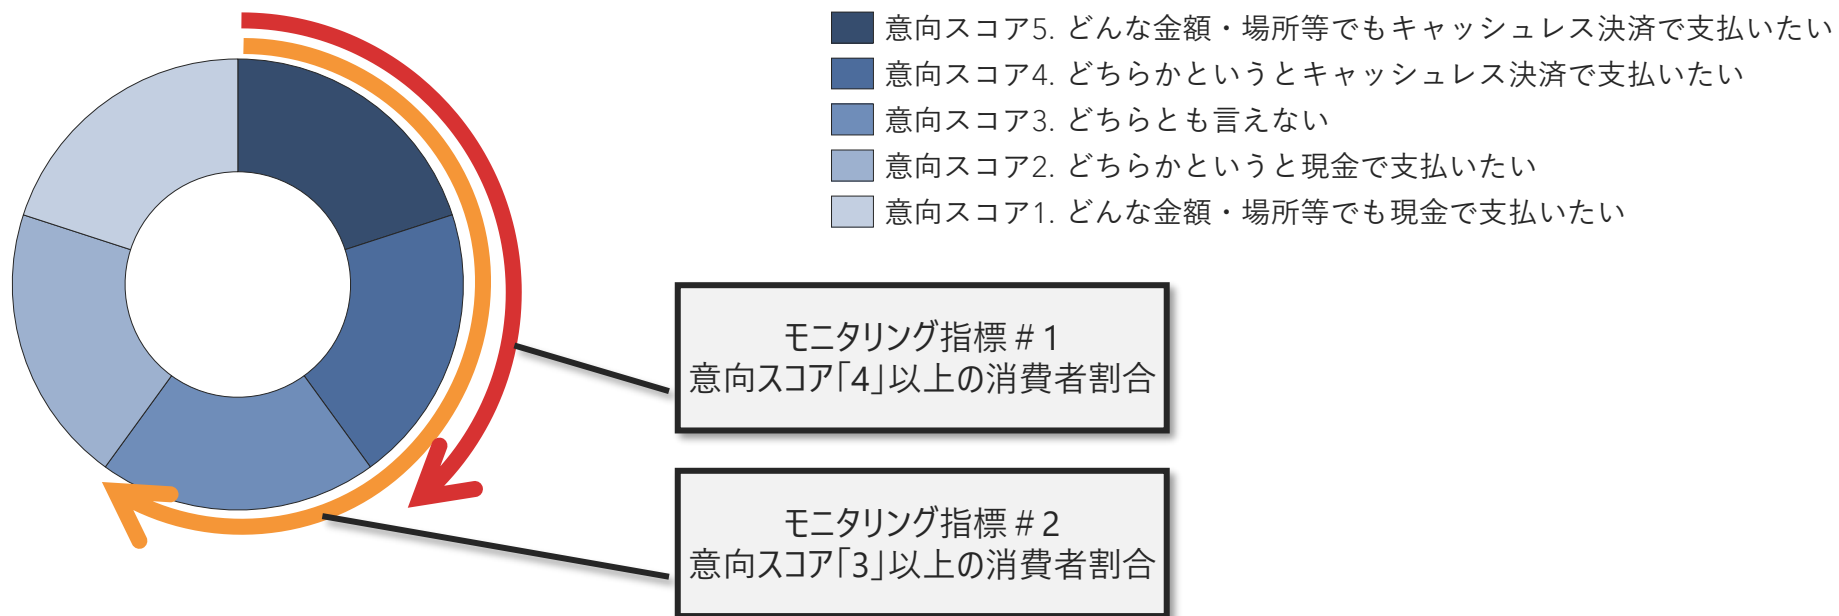 意向スコア5. どんな金額・場所等でもキャッシュレス決済で支払いたい
意向スコア4. どちらかというとキャッシュレス決済で支払いたい
意向スコア3. どちらとも言えない
意向スコア2. どちらかというと現金で支払いたい
意向スコア1. どんな金額・場所等でも現金で支払いたい
モニタリング指標＃1
意向スコア「4」以上の消費者割合
モニタリング指標＃2
意向スコア「3」以上の消費者割合